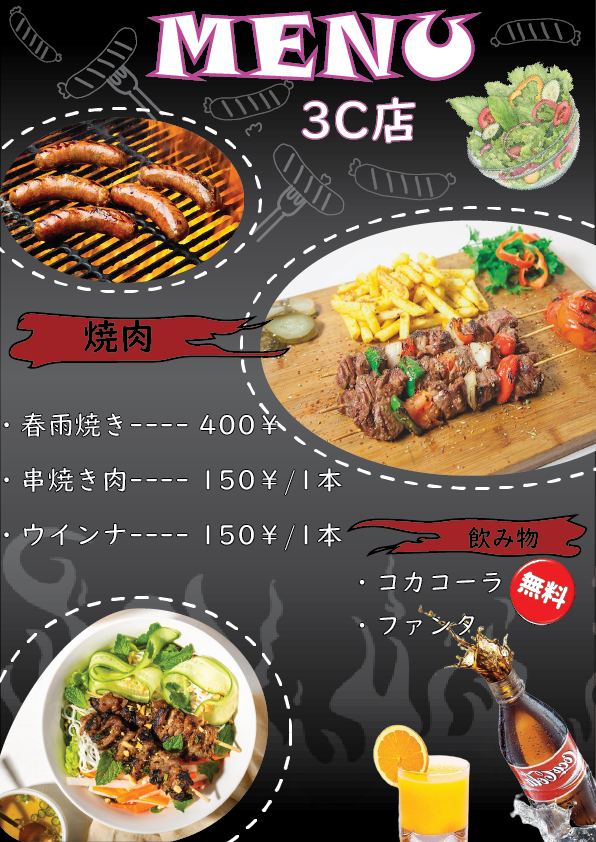 MENU
3C店
焼肉
・春雨焼き---- 400¥
・串焼き肉---- 150¥/1本
・ウインナ---- 150¥/1本
飲み物
・コカコーラ
無料
・ファンタ
Coca-Cola